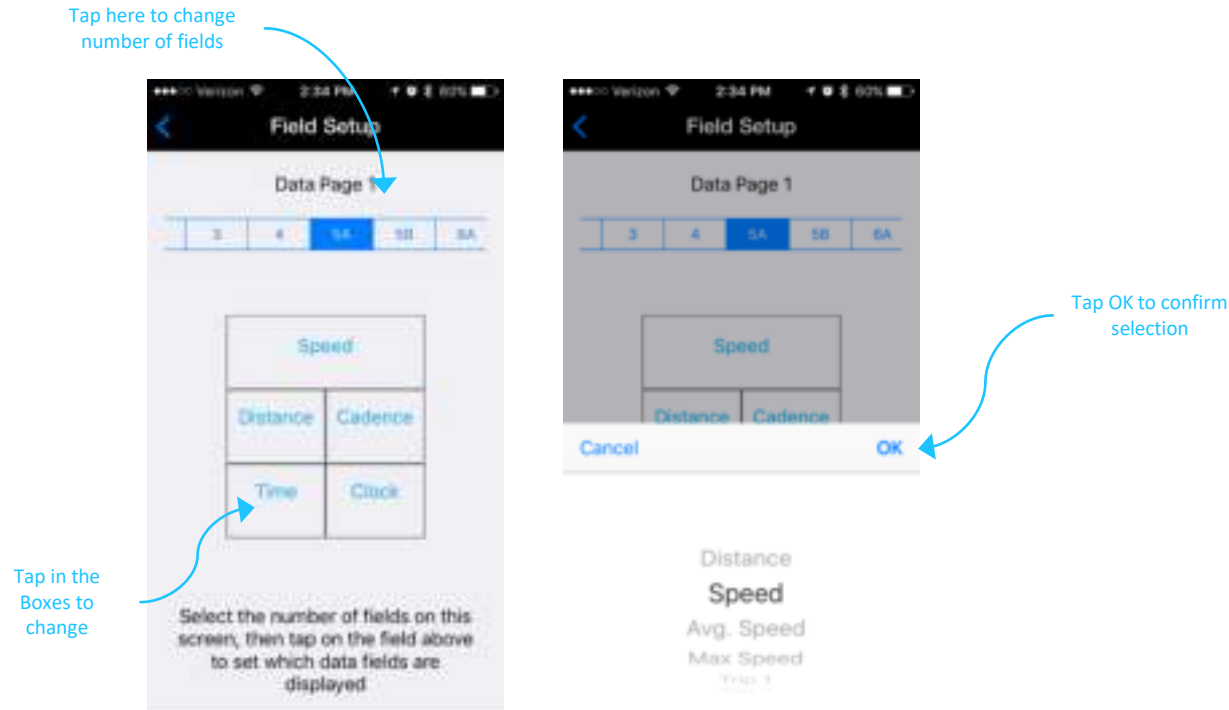 Tap here to change
number of fields
Verizon 2:34 PM 60%
Field Setup
Data Page 1
3 4 5A 5B 6A
Speed
Distance Cadence
Time Clock
Tap in the
Boxes to
change
Select the number of fields on this
screen, then tap on the field above
to set which data fields are
displayed
Verizon 2:34 PM 60%
Field Setup
Data Page 1
3 4 5A 5B 6A
Speed
Distance Cadence
Cancel OK
Distance
Speed
Avg. Speed
Max Speed
Trip 1
Tap OK to confirm
selection